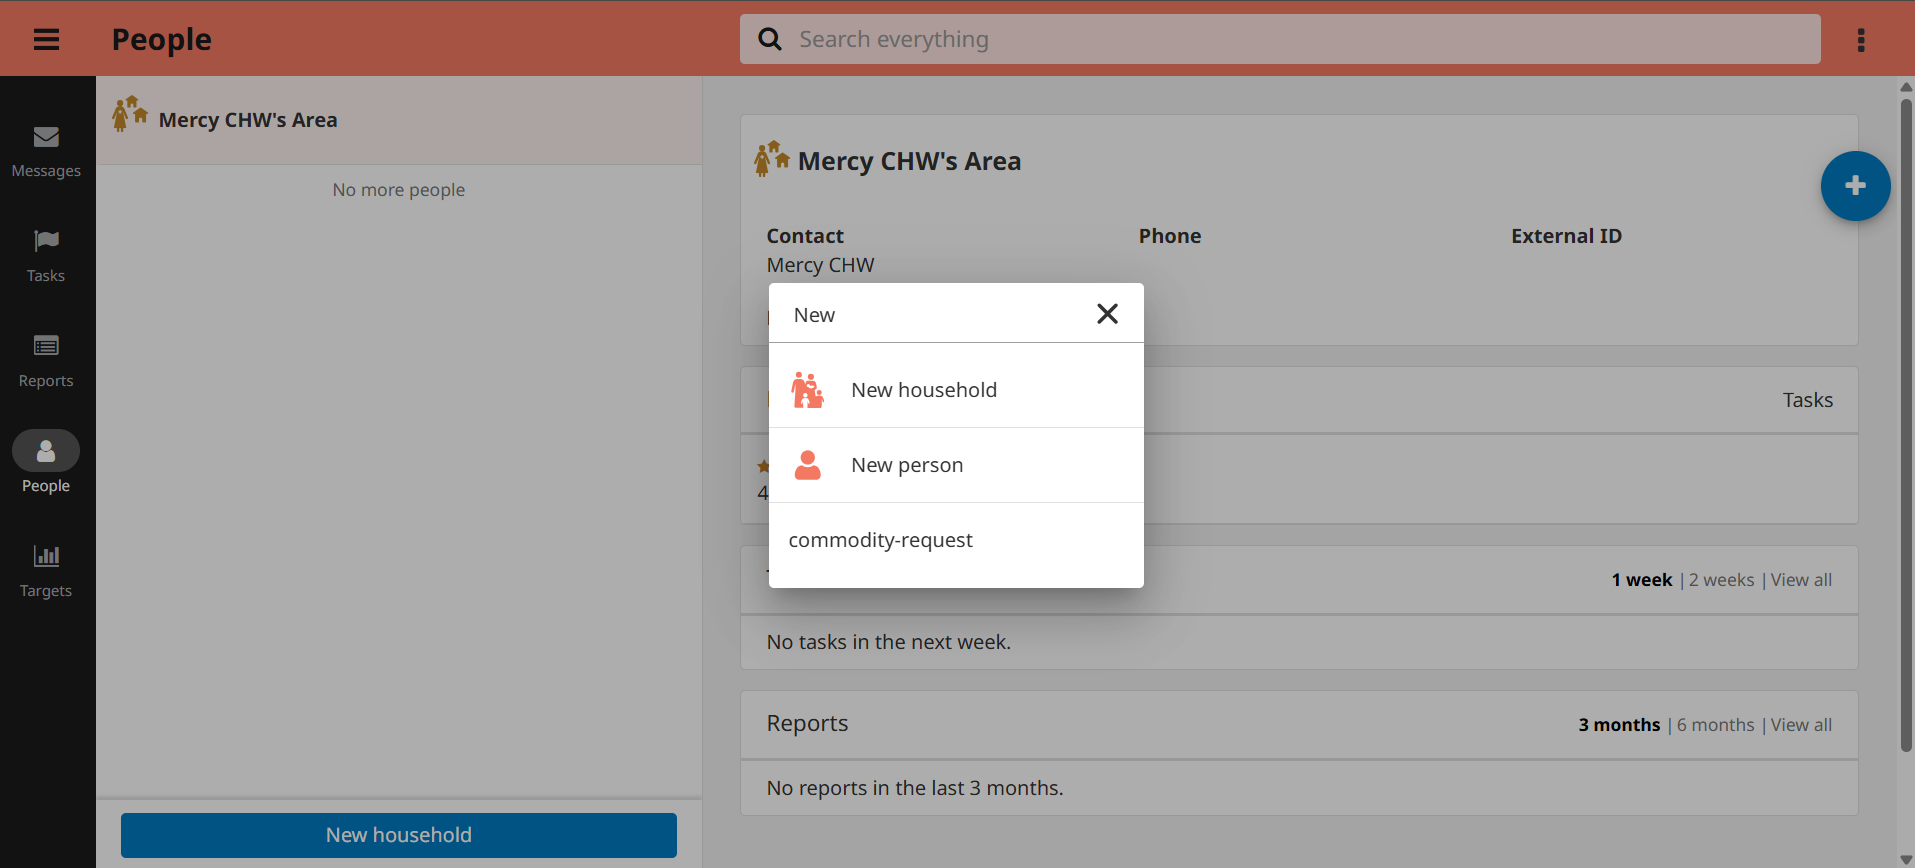 People
Search everything
Messages
Tasks
Reports
People
Targets
Mercy CHW's Area
No more people
New household
Mercy CHW's Area
Contact
Mercy CHW
Phone
External ID
Tasks
4
1 week | 2 weeks | View all
No tasks in the next week.
Reports
3 months | 6 months | View all
No reports in the last 3 months.
New
New household
New person
commodity-request